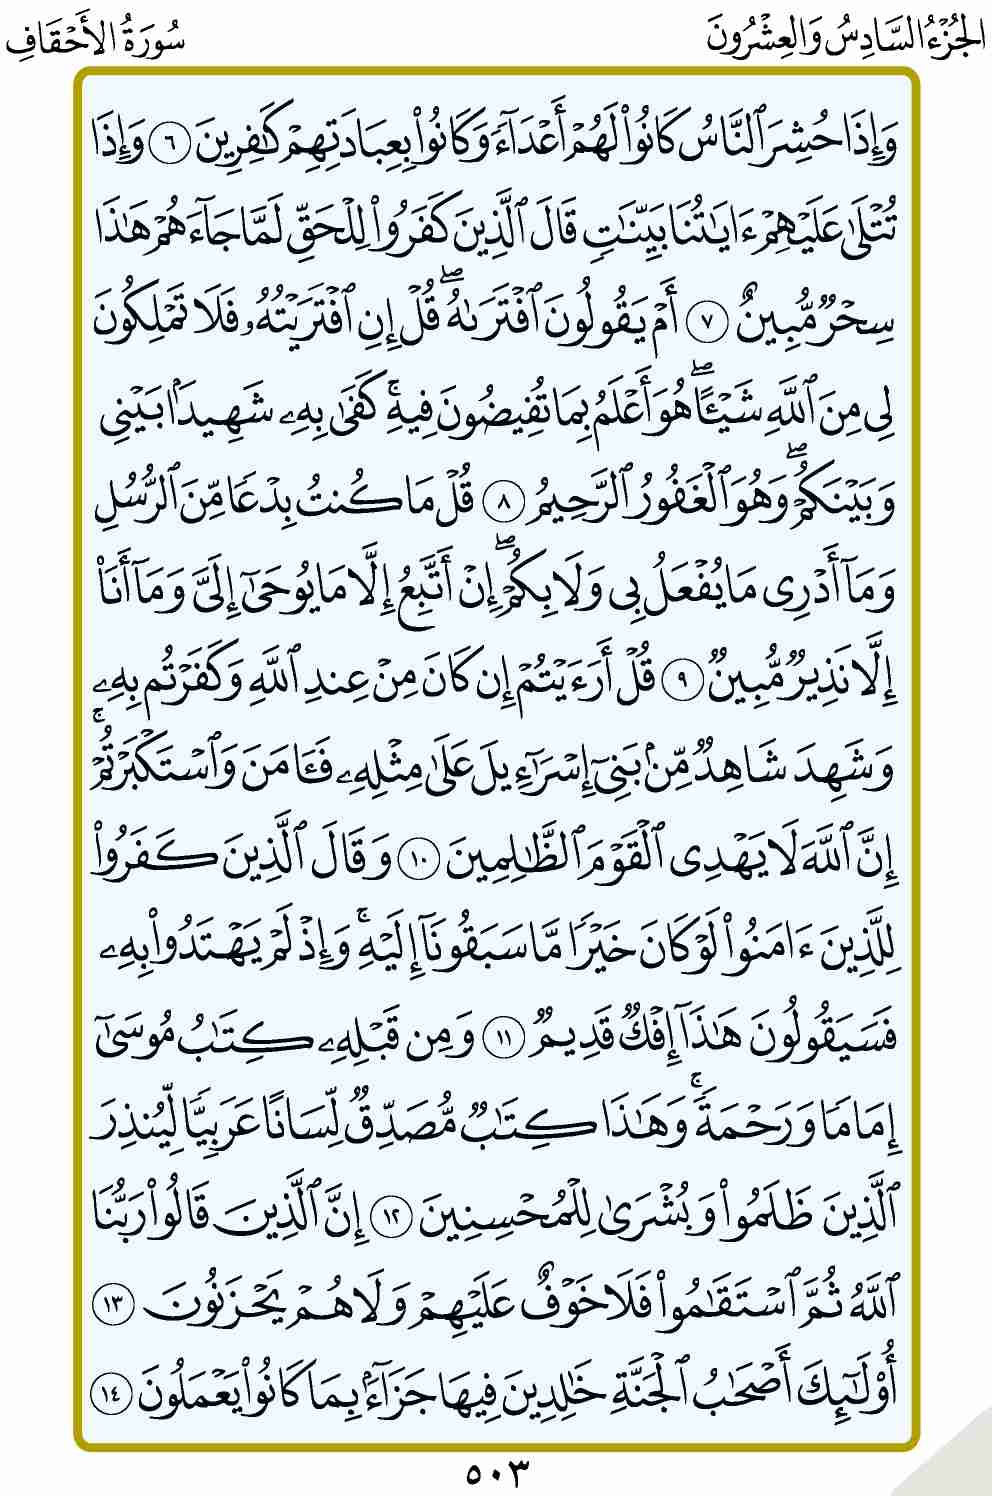 الجُزْءُ السَّادِسُ وَالعِشْرُونَ
سُورَةُ الأَحْقَافِ
وَإِذَا حُشِرَ ٱلنَّاسُ كَانُوا۟ لَهُمْ أَعْدَآءً وَكَانُوا۟ بِعِبَادَتِهِمْ كَـٰفِرِينَ ٦ وَإِذَا
تُتْلَىٰ عَلَيْهِمْ ءَايَـٰتُنَا بَيِّنَـٰتٍ قَالَ ٱلَّذِينَ كَفَرُوا۟ لِلْحَقِّ لَمَّا جَآءَهُمْ هَـٰذَا
سِحْرٌ مُّبِينٌ ٧ أَمْ يَقُولُونَ ٱفْتَرَىٰهُ ۖ قُلْ إِنِ ٱفْتَرَيْتُهُۥ فَلَا تَمْلِكُونَ
لِى مِنَ ٱللَّهِ شَيْـًٔا ۖ هُوَ أَعْلَمُ بِمَا تُفِيضُونَ فِيهِ ۚ كَفَىٰ بِهِۦ شَهِيدًۢا بَيْنِى
وَبَيْنَكُمْ ۖ وَهُوَ ٱلْغَفُورُ ٱلرَّحِيمُ ٨ قُلْ مَا كُنتُ بِدْعًا مِّنَ ٱلرُّسُلِ
وَمَآ أَدْرِى مَا يُفْعَلُ بِى وَلَا بِكُمْ ۖ إِنْ أَتَّبِعُ إِلَّا مَا يُوحَىٰٓ إِلَىَّ وَمَآ أَنَا۠
إِلَّا نَذِيرٌ مُّبِينٌ ٩ قُلْ أَرَءَيْتُمْ إِن كَانَ مِنْ عِندِ ٱللَّهِ وَكَفَرْتُم بِهِۦ
وَشَهِدَ شَاهِدٌ مِّنۢ بَنِىٓ إِسْرَٰٓءِيلَ عَلَىٰ مِثْلِهِۦ فَـَٔامَنَ وَٱسْتَكْبَرْتُمْ ۚ
إِنَّ ٱللَّهَ لَا يَهْدِى ٱلْقَوْمَ ٱلظَّـٰلِمِينَ ١٠ وَقَالَ ٱلَّذِينَ كَفَرُوا۟
لِلَّذِينَ ءَامَنُوا۟ لَوْ كَانَ خَيْرًا مَّا سَبَقُونَآ إِلَيْهِ ۚ وَإِذْ لَمْ يَهْتَدُوا۟ بِهِۦ
فَسَيَقُولُونَ هَـٰذَآ إِفْكٌ قَدِيمٌ ١١ وَمِن قَبْلِهِۦ كِتَـٰبُ مُوسَىٰٓ
إِمَامًا وَرَحْمَةً ۚ وَهَـٰذَا كِتَـٰبٌ مُّصَدِّقٌ لِّسَانًا عَرَبِيًّا لِّيُنذِرَ
ٱلَّذِينَ ظَلَمُوا۟ وَبُشْرَىٰ لِلْمُحْسِنِينَ ١٢ إِنَّ ٱلَّذِينَ قَالُوا۟ رَبُّنَا
ٱللَّهُ ثُمَّ ٱسْتَقَـٰمُوا۟ فَلَا خَوْفٌ عَلَيْهِمْ وَلَا هُمْ يَحْزَنُونَ ١٣
أُو۟لَـٰٓئِكَ أَصْحَـٰبُ ٱلْجَنَّةِ خَـٰلِدِينَ فِيهَا جَزَآءًۢ بِمَا كَانُوا۟ يَعْمَلُونَ ١٤
٥٠٣